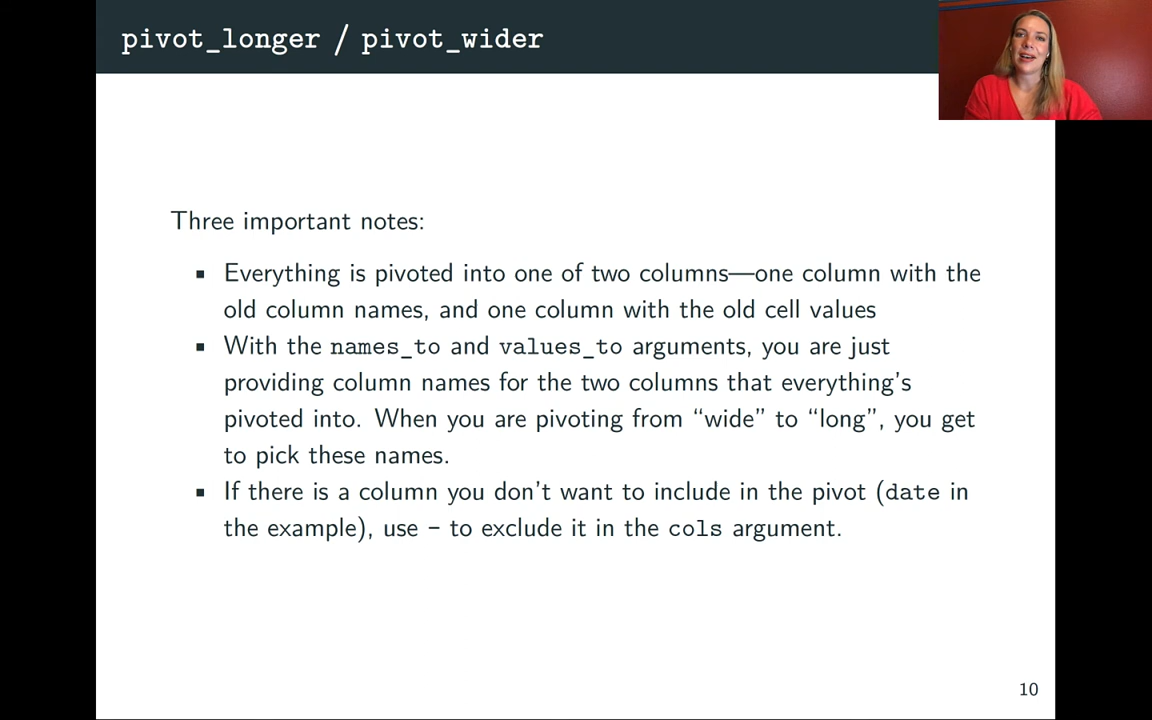 pivot_longer / pivot_wider
Three important notes:
▪ Everything is pivoted into one of two columns—one column with the
old column names, and one column with the old cell values
▪ With the names_to and values_to arguments, you are just
providing column names for the two columns that everything's
pivoted into. When you are pivoting from “wide” to “long”, you get
to pick these names.
▪ If there is a column you don't want to include in the pivot (date in
the example), use - to exclude it in the cols argument.
10